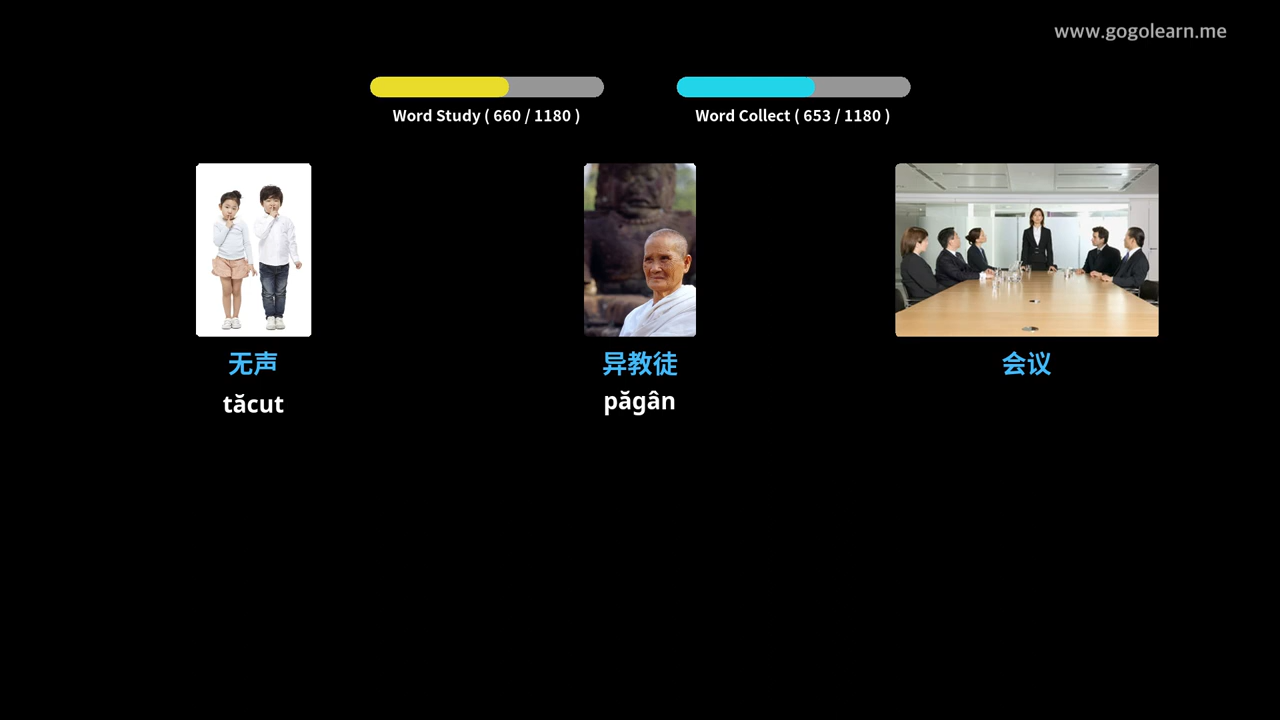 www.gogolearn.me
Word Study ( 660 / 1180 )
Word Collect ( 653 / 1180 )
无声
tăcut
异教徒
păgân
会议